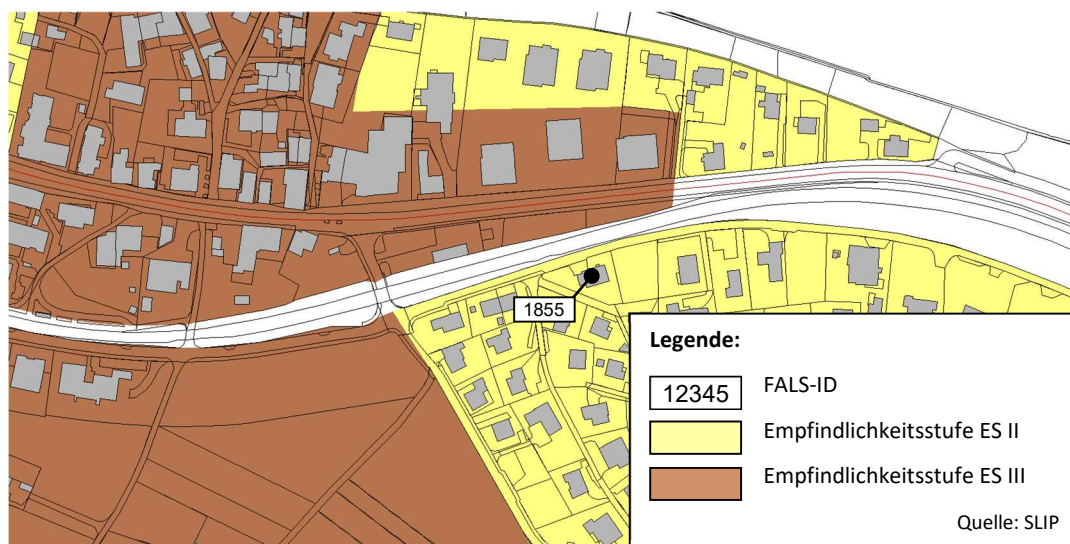 1855
Legende:
12345 FALS-ID
Empfindlichkeitsstufe ES II
Empfindlichkeitsstufe ES III
Quelle: SLIP